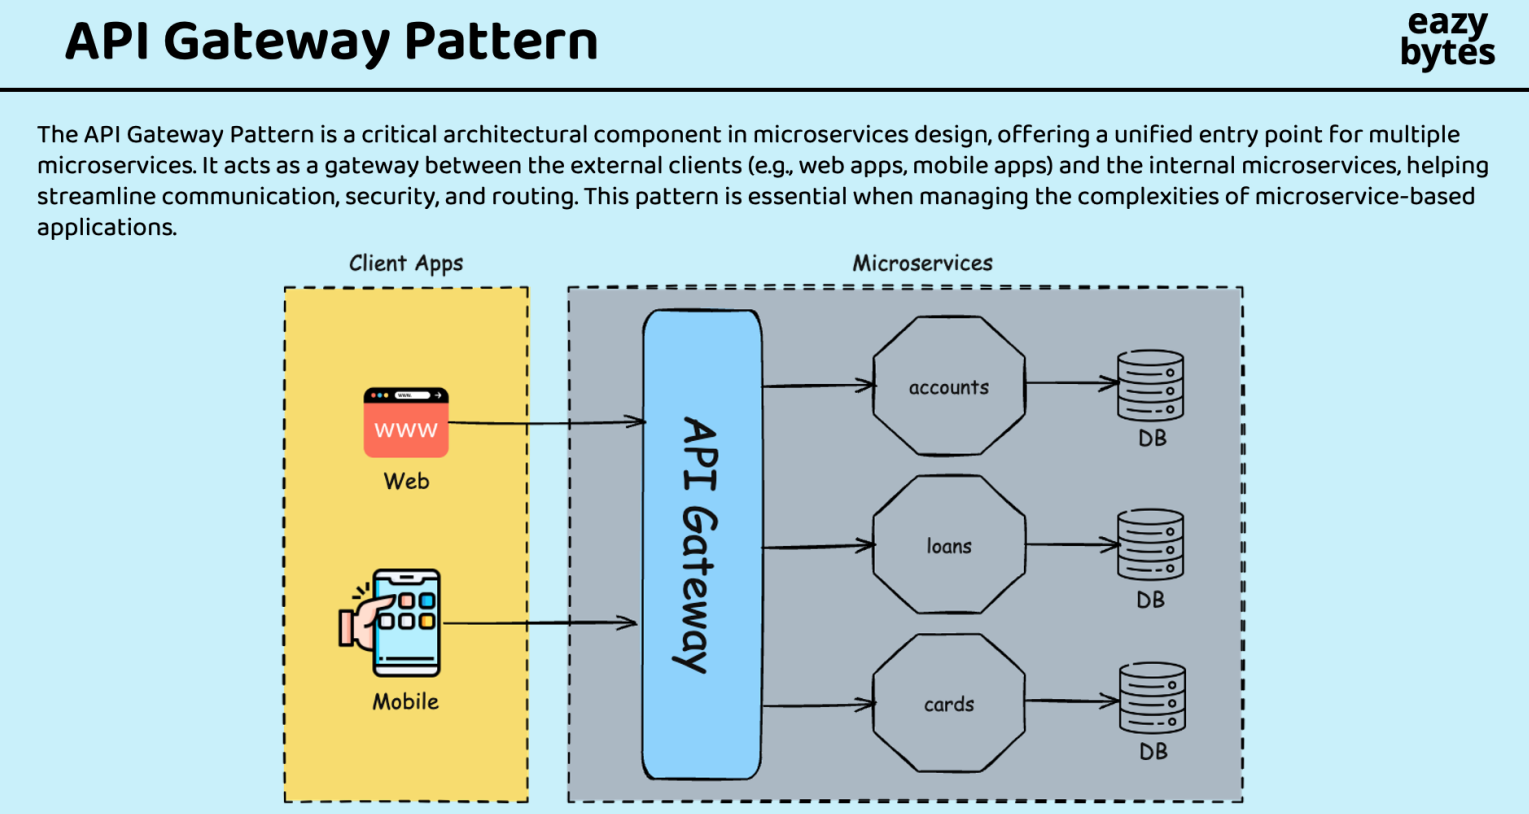 API Gateway Pattern
eazy
bytes
The API Gateway Pattern is a critical architectural component in microservices design, offering a unified entry point for multiple
microservices. It acts as a gateway between the external clients (e.g., web apps, mobile apps) and the internal microservices, helping
streamline communication, security, and routing. This pattern is essential when managing the complexities of microservice-based
applications.
Client Apps
Microservices
www.
WWW
Web
Mobile
API Gateway
accounts
DB
loans
DB
cards
DB